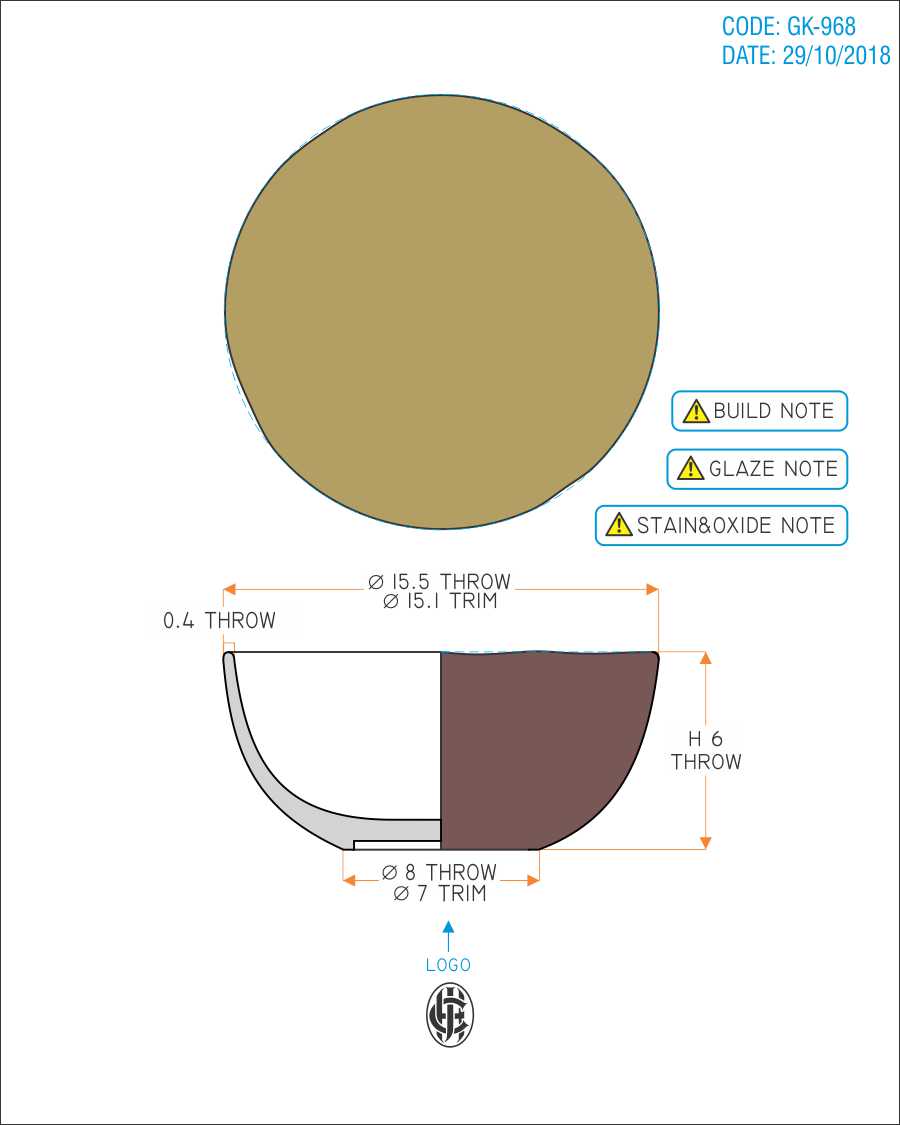 CODE: GK-968
DATE: 29/10/2018
BUILD NOTE
GLAZE NOTE
STAIN&OXIDE NOTE
Ø 15.5 THROW
Ø 15.1 TRIM
0.4 THROW
H 6
THROW
Ø 8 THROW
Ø 7 TRIM
LOGO